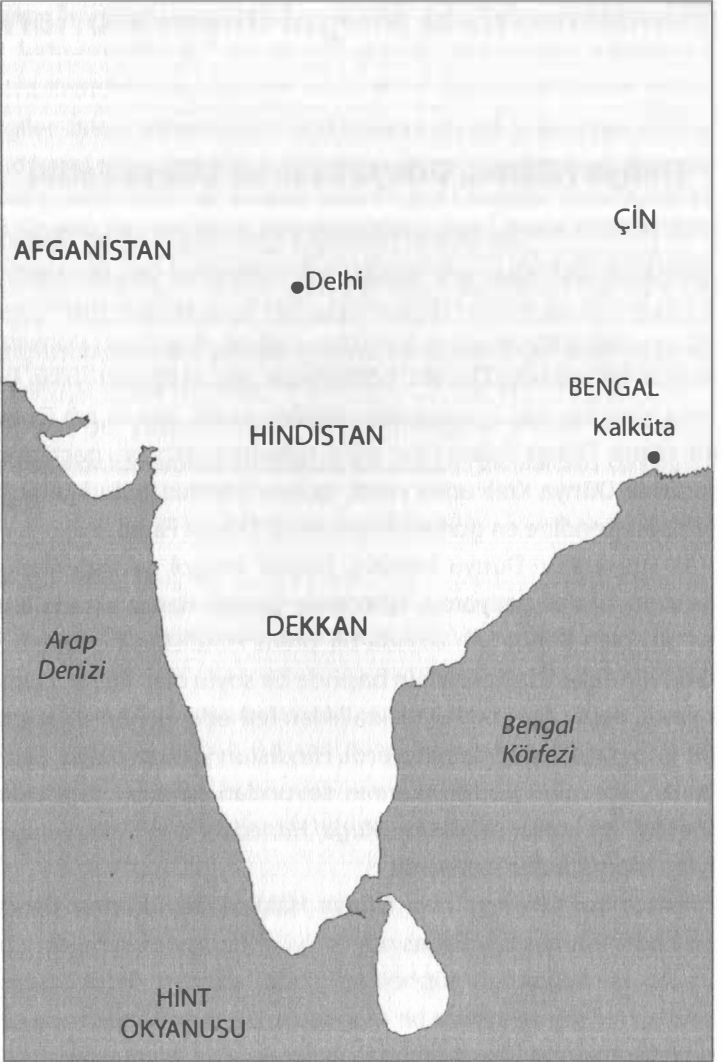 ÇİN
AFGANİSTAN
Delhi
BENGAL
Kalküta
HİNDİSTAN
DEKKAN
Arap
Denizi
Bengal
Körfezi
HİNT
OKYANUSU